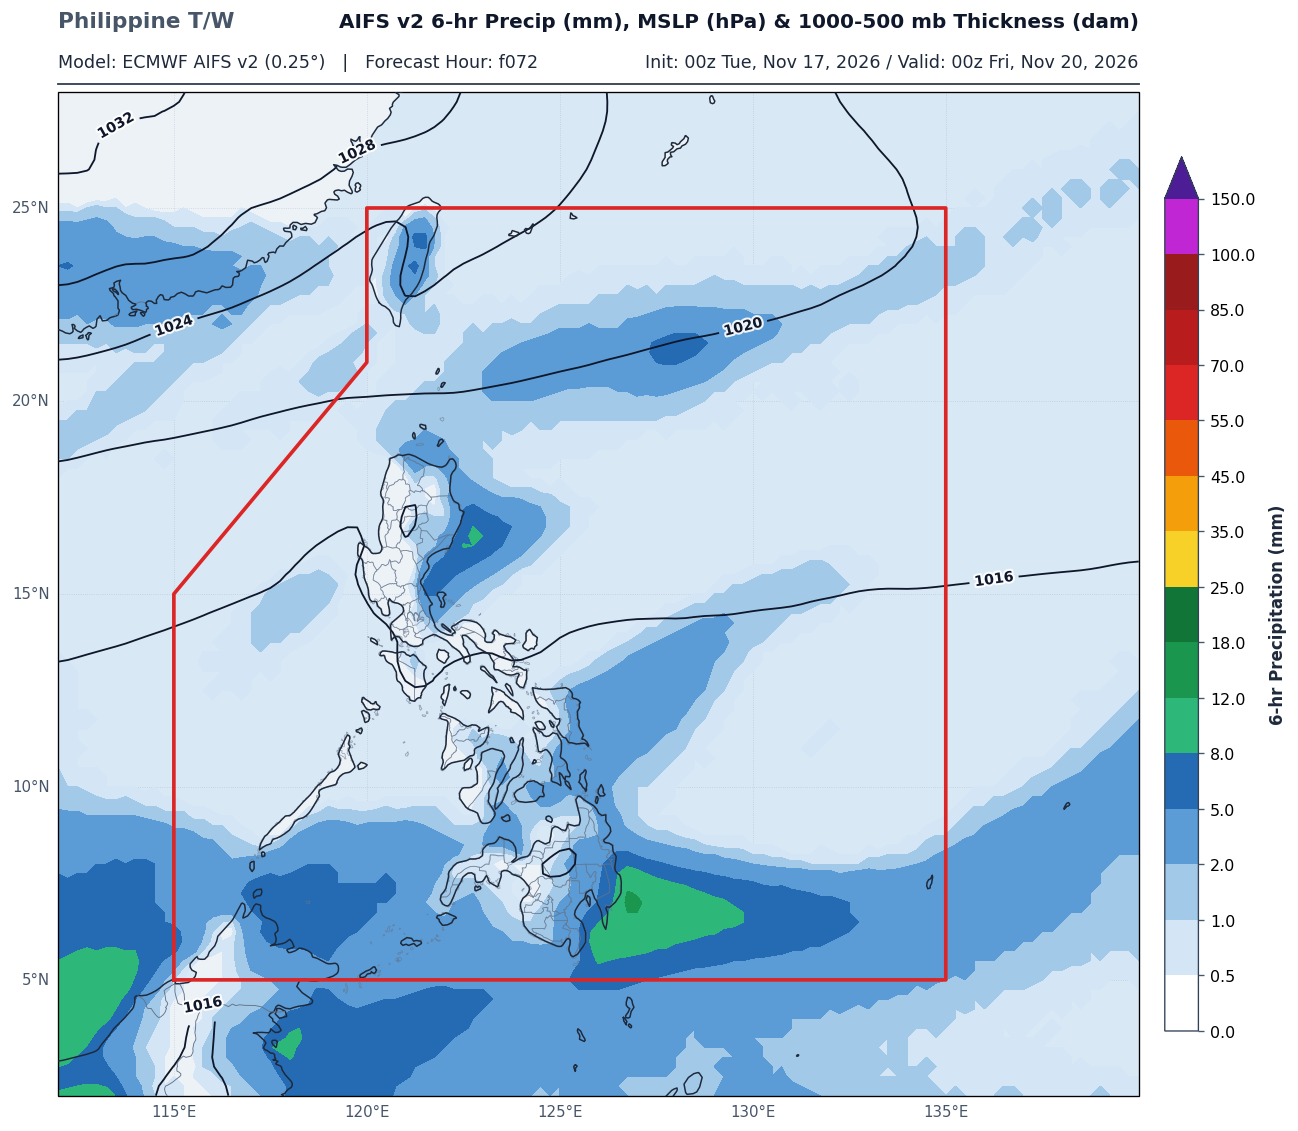 Philippine T/W
AIFS v2 6-hr Precip (mm), MSLP (hPa) & 1000-500 mb Thickness (dam)
Model: ECMWF AIFS v2 (0.25°) | Forecast Hour: f072
Init: 00z Tue, Nov 17, 2026 / Valid: 00z Fri, Nov 20, 2026
1032
1028
1024
1020
1016
1016
25°N
20°N
15°N
10°N
5°N
115°E
120°E
125°E
130°E
135°E
150.0
100.0
85.0
70.0
55.0
45.0
35.0
25.0
18.0
12.0
8.0
5.0
2.0
1.0
0.5
0.0
6-hr Precipitation (mm)